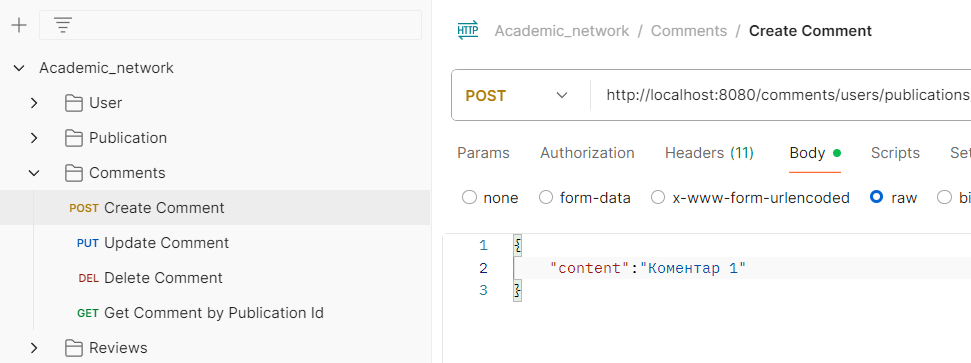 Academic_network
User
Publication
Comments
POST Create Comment
PUT Update Comment
DEL Delete Comment
GET Get Comment by Publication Id
Reviews
HTTP Academic_network / Comments / Create Comment
POST http://localhost:8080/comments/users/publications
Params Authorization Headers (11) Body Scripts Set
none form-data x-www-form-urlencoded raw bi
1 {
2 "content":"Коментар 1"
3 }